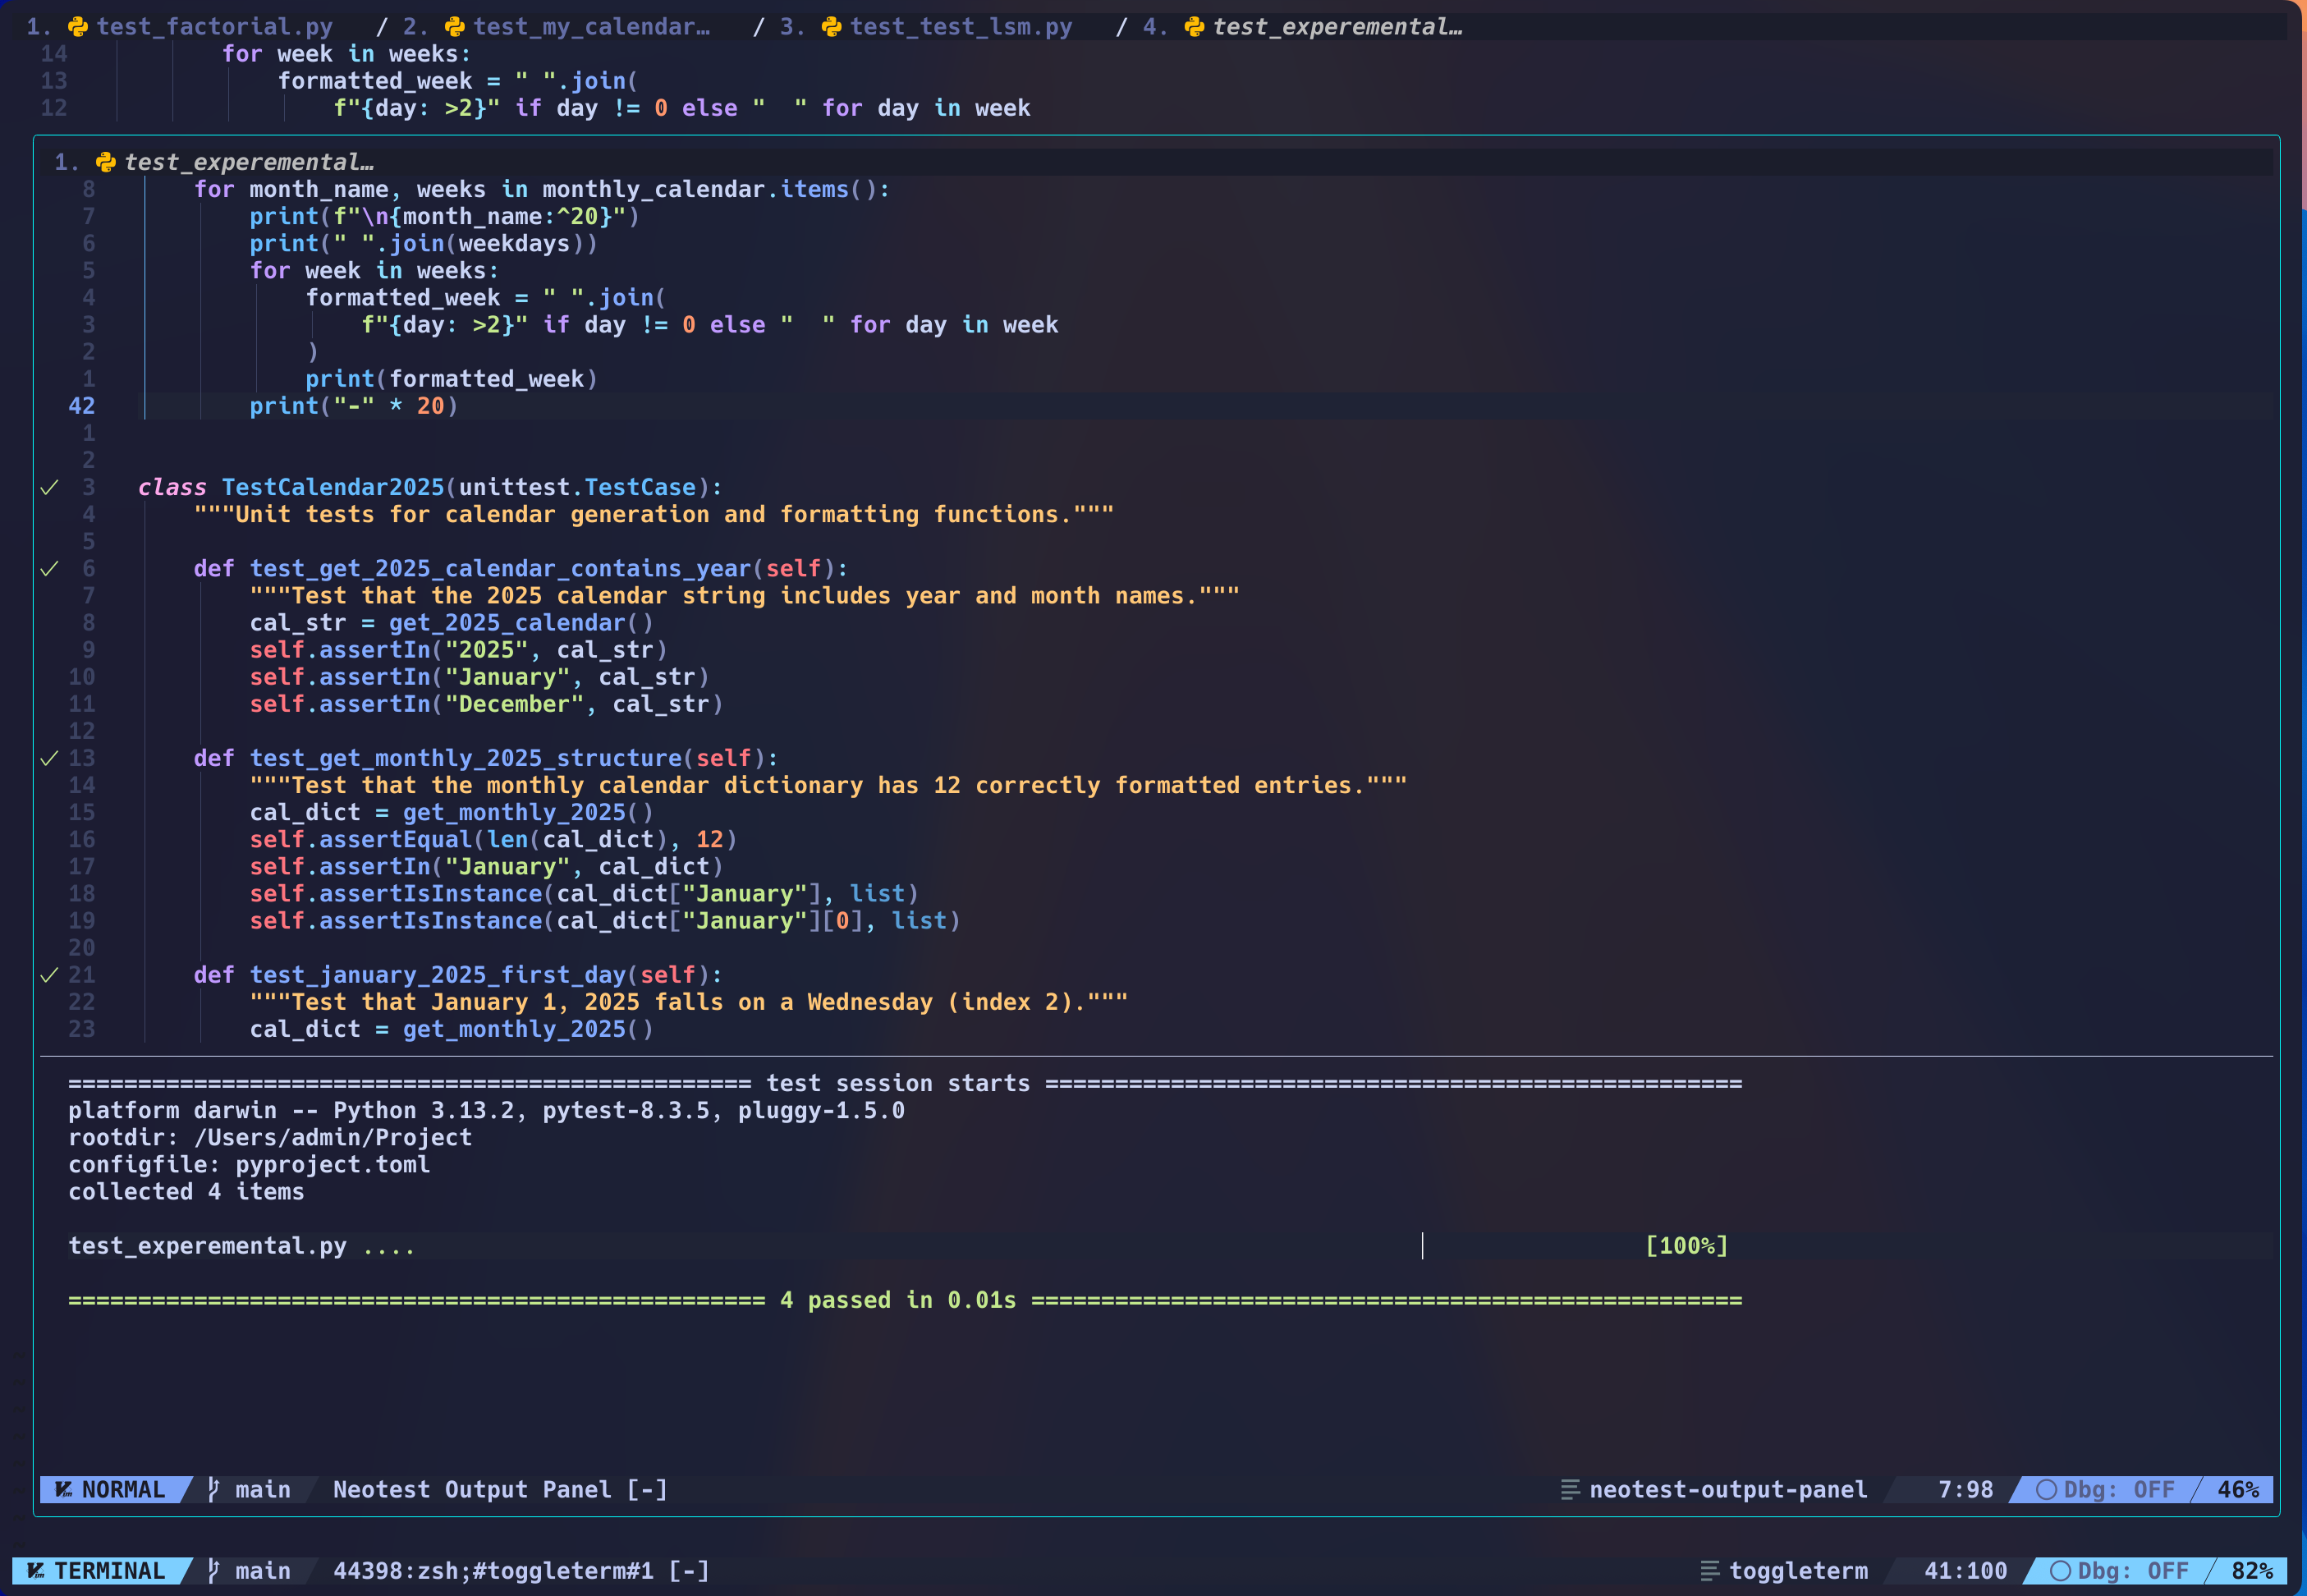 1. test_factorial.py / 2. test_my_calendar… / 3. test_test_lsm.py / 4. test_experemental…
14 for week in weeks:
13 formatted_week = " ".join(
12 f"{day: >2}" if day != 0 else "  " for day in week
1. test_experemental…
8 for month_name, weeks in monthly_calendar.items():
7 print(f"\n{month_name:^20}")
6 print(" ".join(weekdays))
5 for week in weeks:
4 formatted_week = " ".join(
3 f"{day: >2}" if day != 0 else "  " for day in week
2 )
1 print(formatted_week)
42 print("-" * 20)
1
2
3 class TestCalendar2025(unittest.TestCase):
4 """Unit tests for calendar generation and formatting functions."""
5
6 def test_get_2025_calendar_contains_year(self):
7 """Test that the 2025 calendar string includes year and month names."""
8 cal_str = get_2025_calendar()
9 self.assertIn("2025", cal_str)
10 self.assertIn("January", cal_str)
11 self.assertIn("December", cal_str)
12
13 def test_get_monthly_2025_structure(self):
14 """Test that the monthly calendar dictionary has 12 correctly formatted entries."""
15 cal_dict = get_monthly_2025()
16 self.assertEqual(len(cal_dict), 12)
17 self.assertIn("January", cal_dict)
18 self.assertIsInstance(cal_dict["January"], list)
19 self.assertIsInstance(cal_dict["January"][0], list)
20
21 def test_january_2025_first_day(self):
22 """Test that January 1, 2025 falls on a Wednesday (index 2)."""
23 cal_dict = get_monthly_2025()
================================================= test session starts ==================================================
platform darwin -- Python 3.13.2, pytest-8.3.5, pluggy-1.5.0
rootdir: /Users/admin/Project
configfile: pyproject.toml
collected 4 items
test_experemental.py .... [100%]
================================================== 4 passed in 0.01s ===================================================
NORMAL main Neotest Output Panel [-] neotest-output-panel 7:98 Dbg: OFF 46%
TERMINAL main 44398:zsh;#toggleterm#1 [-] toggleterm 41:100 Dbg: OFF 82%